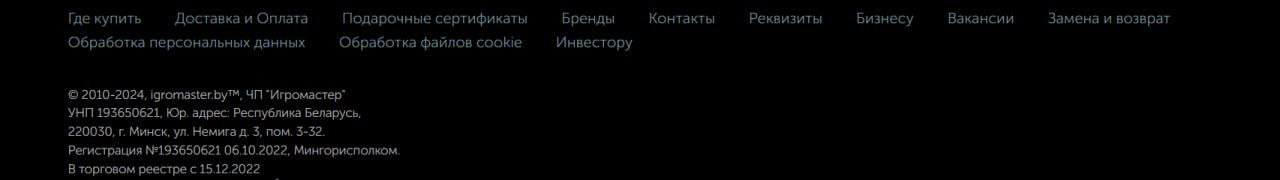 Где купить Доставка и Оплата Подарочные сертификаты Бренды Контакты Реквизиты Бизнесу Вакансии Замена и возврат
Обработка персональных данных Обработка файлов cookie Инвестору
© 2010-2024, igromaster.by™, ЧП "Игромастер"
УНП 193650621, Юр. адрес: Республика Беларусь,
220030, г. Минск, ул. Немига д. 3, пом. 3-32.
Регистрация №193650621 06.10.2022, Мингорисполком.
В торговом реестре с 15.12.2022